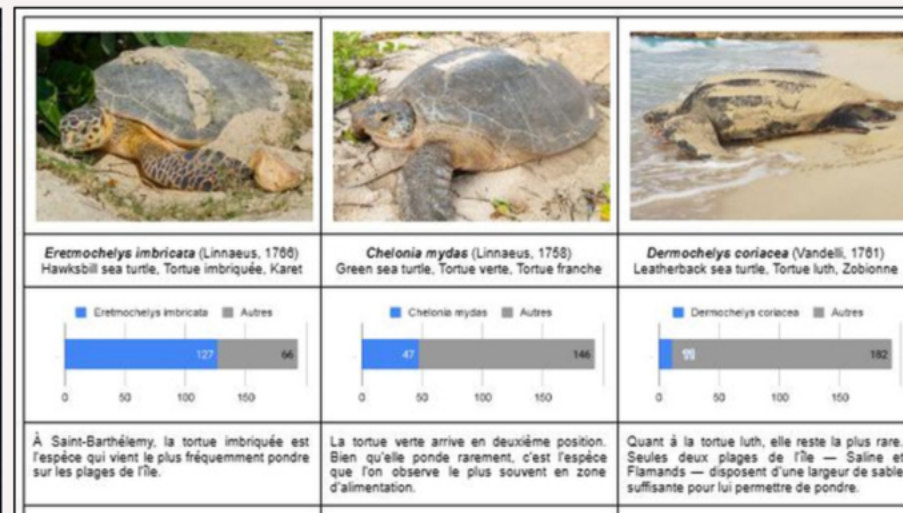 Eretmochelys imbricata (Linnaeus, 1766)
Hawksbill sea turtle, Tortue imbriquée, Karet
Eretmochelys imbricata Autres
127 66
0 50 100 150
À Saint-Barthélemy, la tortue imbriquée est
l'espèce qui vient le plus fréquemment pondre
sur les plages de l'île.
Chelonia mydas (Linnaeus, 1758)
Green sea turtle, Tortue verte, Tortue franche
Chelonia mydas Autres
47 146
0 50 100 150
La tortue verte arrive en deuxième position.
Bien qu'elle ponde rarement, c'est l'espèce
que l'on observe le plus souvent en zone
d'alimentation.
Dermochelys coriacea (Vandelli, 1761)
Leatherback sea turtle, Tortue luth, Zobionne
Dermochelys coriacea Autres
11 182
0 50 100 150
Quant à la tortue luth, elle reste la plus rare.
Seules deux plages de l'île — Saline et
Flamands — disposent d'une largeur de sable
suffisante pour lui permettre de pondre.